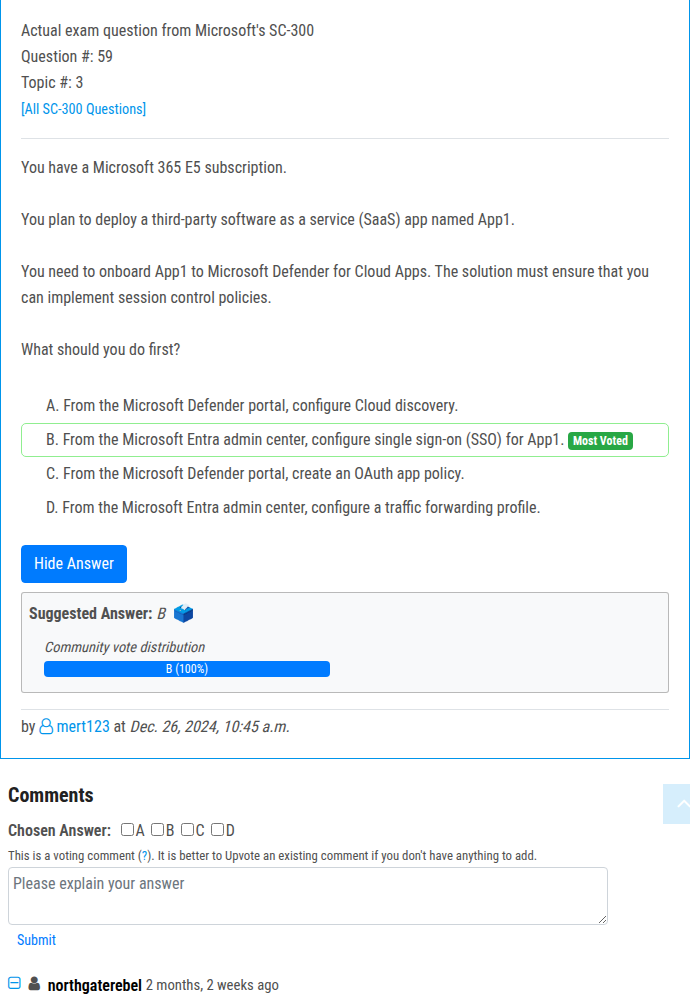 Actual exam question from Microsoft's SC-300
Question #: 59
Topic #: 3
[All SC-300 Questions]
You have a Microsoft 365 E5 subscription.
You plan to deploy a third-party software as a service (SaaS) app named App1.
You need to onboard App1 to Microsoft Defender for Cloud Apps. The solution must ensure that you
can implement session control policies.
What should you do first?
A. From the Microsoft Defender portal, configure Cloud discovery.
B. From the Microsoft Entra admin center, configure single sign-on (SSO) for App1. Most Voted
C. From the Microsoft Defender portal, create an OAuth app policy.
D. From the Microsoft Entra admin center, configure a traffic forwarding profile.
Hide Answer
Suggested Answer: B
Community vote distribution
B (100%)
by mert123 at Dec. 26, 2024, 10:45 a.m.
Comments
Chosen Answer: A B C D
This is a voting comment (?). It is better to Upvote an existing comment if you don't have anything to add.
Please explain your answer
Submit
northgaterebel 2 months, 2 weeks ago